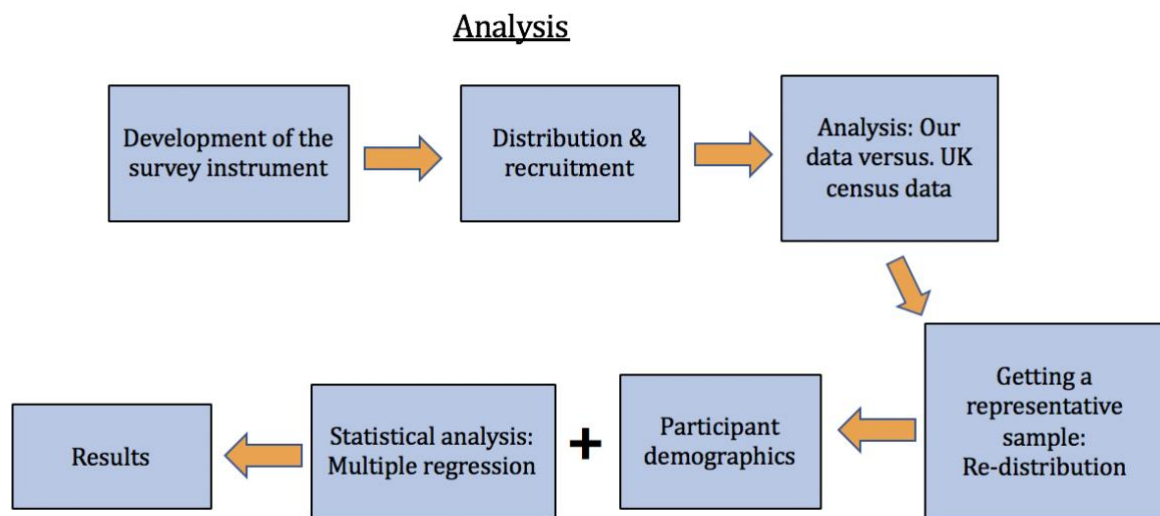 Analysis
Development of the
survey instrument
Distribution &
recruitment
Analysis: Our
data versus. UK
census data
Getting a
representative
sample:
Re-distribution
Participant
demographics
+
Statistical analysis:
Multiple regression
Results